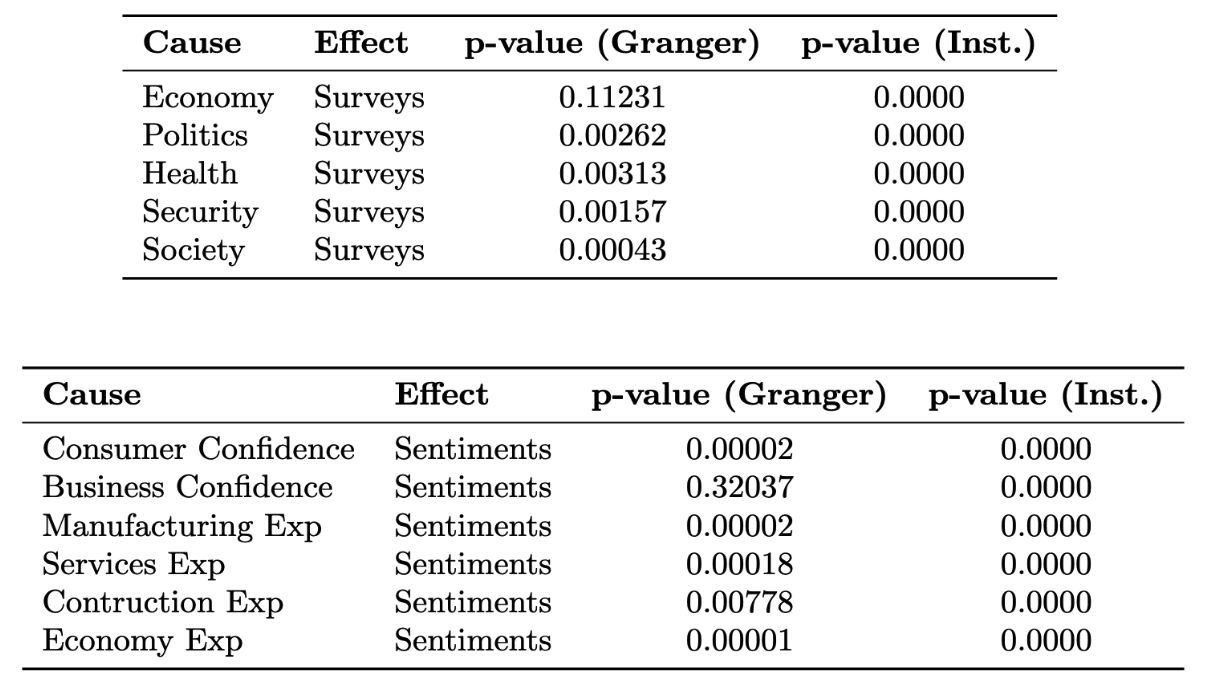 Cause Effect p-value (Granger) p-value (Inst.)
Economy Surveys 0.11231 0.0000
Politics Surveys 0.00262 0.0000
Health Surveys 0.00313 0.0000
Security Surveys 0.00157 0.0000
Society Surveys 0.00043 0.0000
Cause Effect p-value (Granger) p-value (Inst.)
Consumer Confidence Sentiments 0.00002 0.0000
Business Confidence Sentiments 0.32037 0.0000
Manufacturing Exp Sentiments 0.00002 0.0000
Services Exp Sentiments 0.00018 0.0000
Contruction Exp Sentiments 0.00778 0.0000
Economy Exp Sentiments 0.00001 0.0000